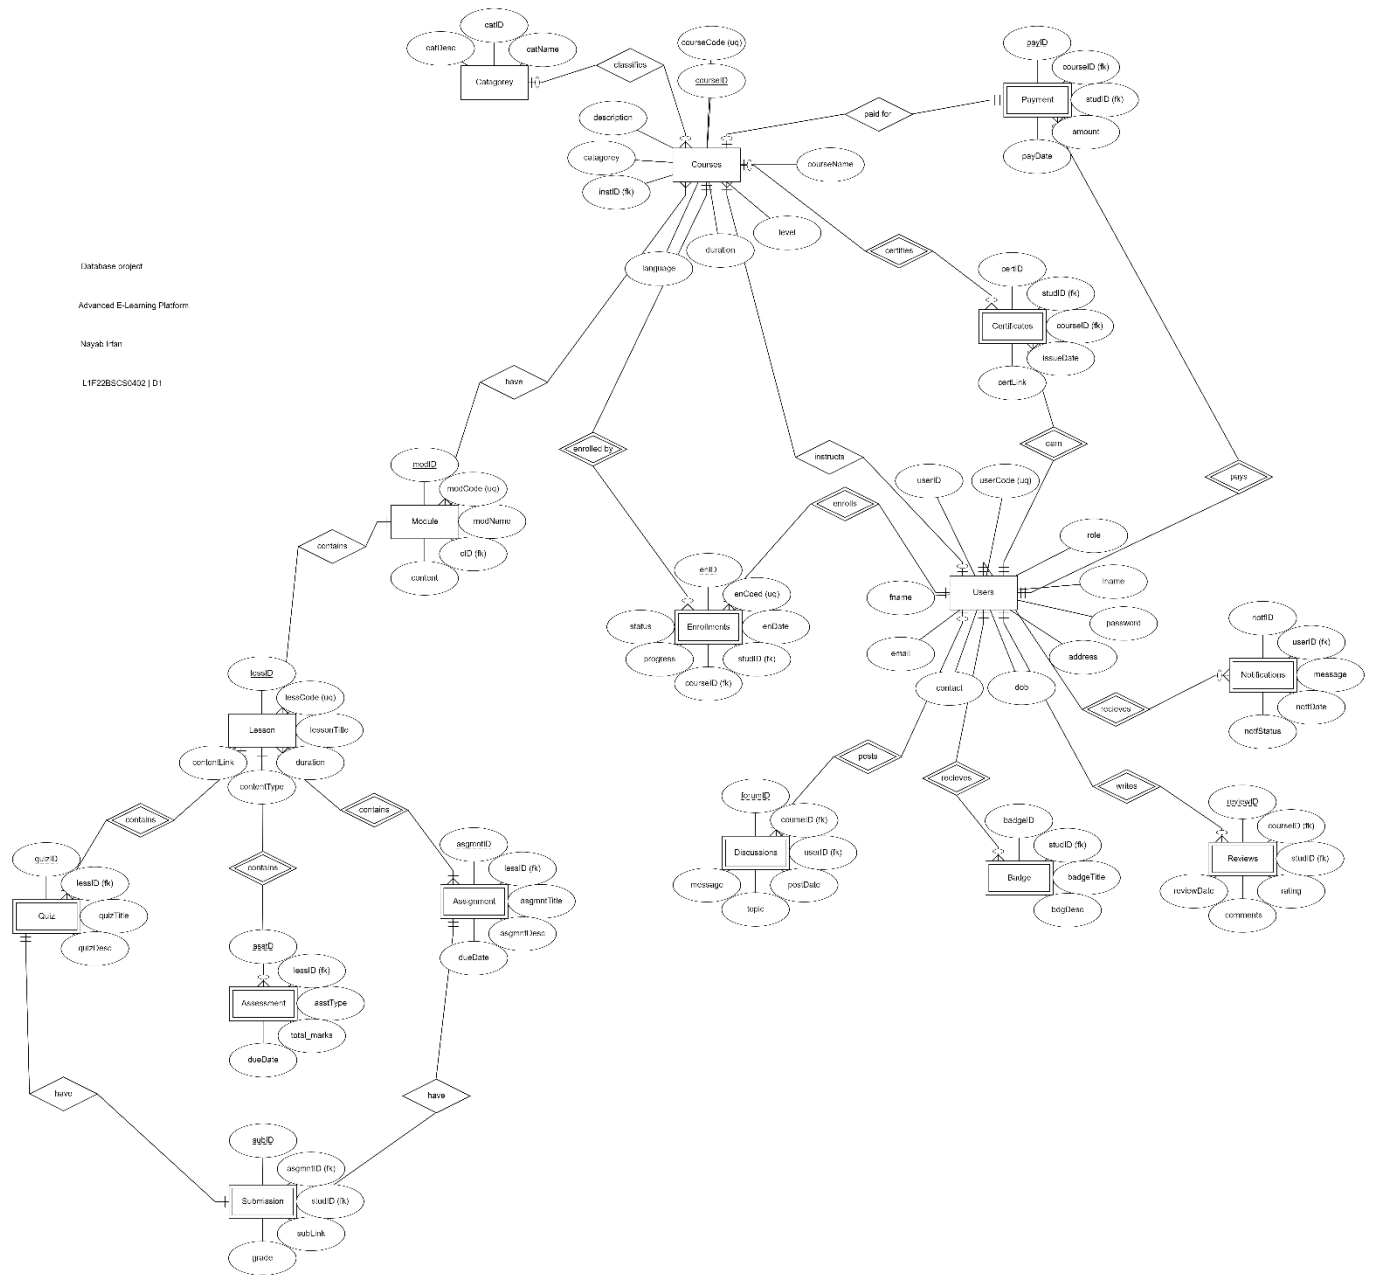 catID
catDesc
catName
Catagorey
classifies
courseCode (uq)
courseID
payID
courseID (fk)
Payment
studID (fk)
amount
payDate
paid for
description
catagorey
instID (fk)
Courses
courseName
level
duration
language
certifies
Database project
Advanced E-Learning Platform
Nayab Irfan
L1F22BSCS0402 | D1
certID
studID (fk)
Certificates
courseID (fk)
issueDate
certLink
have
enrolled by
instructs
earn
pays
modID
modCode (uq)
Module
modName
cID (fk)
content
contains
enrolls
userID
userCode (uq)
role
lname
Users
fname
password
email
address
contact
dob
enID
enCoed (uq)
status
Enrollments
enDate
progress
studID (fk)
courseID (fk)
notfID
userID (fk)
Notifications
message
notfDate
notfStatus
recieves
lessID
lessCode (uq)
Lesson
lessonTitle
contentLink
duration
contentType
posts
recieves
writes
contains
contains
contains
forumID
courseID (fk)
Discussions
userID (fk)
message
postDate
topic
badgeID
studID (fk)
Badge
badgeTitle
bdgDesc
reviewID
courseID (fk)
Reviews
studID (fk)
reviewDate
rating
comments
quizID
lessID (fk)
Quiz
quizTitle
quizDesc
asgmntID
lessID (fk)
Assignment
asgmntTitle
asgmntDesc
dueDate
asstID
lessID (fk)
Assessment
asstType
total_marks
dueDate
have
have
subID
asgmntID (fk)
Submission
studID (fk)
subLink
grade